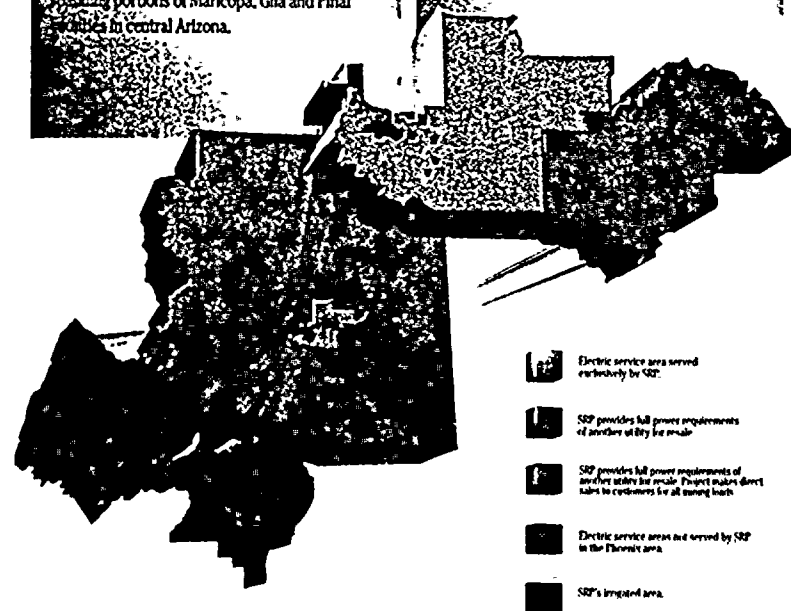 including portions of Maricopa, Gila and Pinal
counties in central Arizona.
Electric service area served
exclusively by SRP.
SRP provides full power requirements
of another utility for resale
SRP provides full power requirements of
another utility for resale. Project makes direct
sales to customers for all mining loads
Electric service areas not served by SRP
in the Phoenix area
SRP's irrigated area.